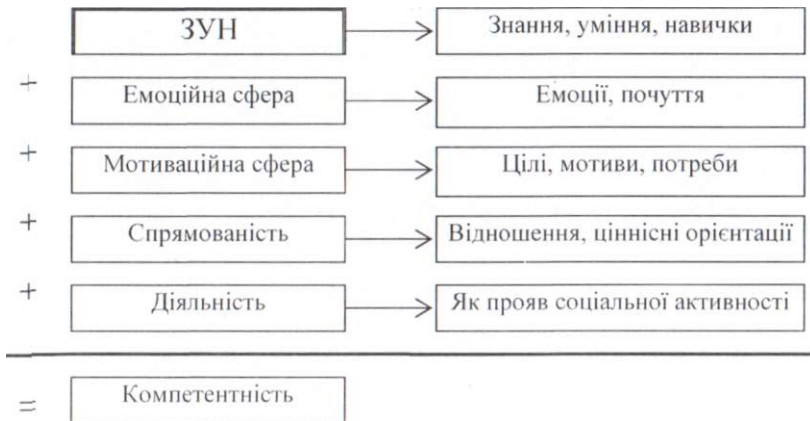 ЗУН
Знання, уміння, навички
+
Емоційна сфера
Емоції, почуття
+
Мотиваційна сфера
Цілі, мотиви, потреби
+
Спрямованість
Відношення, ціннісні орієнтації
+
Діяльність
Як прояв соціальної активності
=
Компетентність